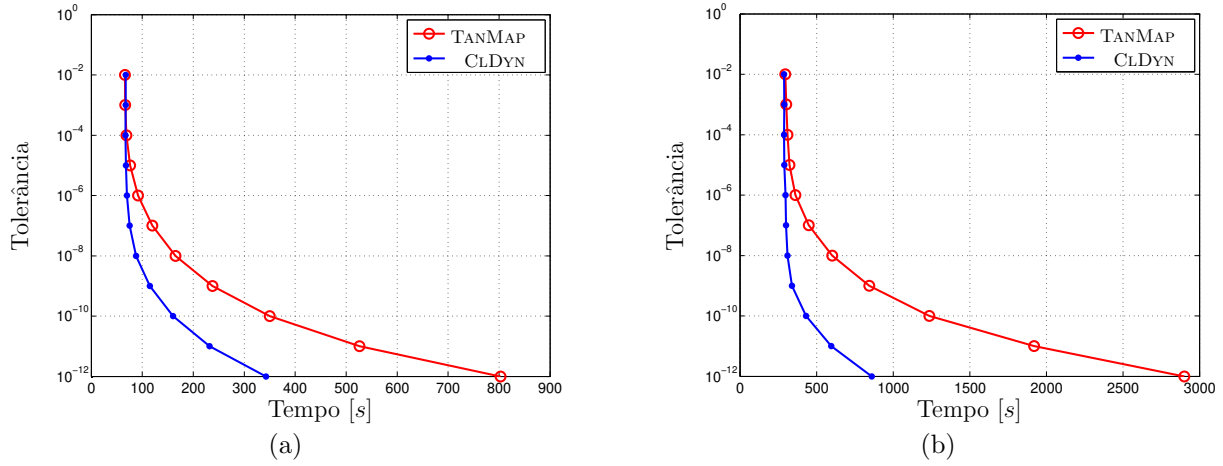 10^0
10^-2
10^-4
10^-6
10^-8
10^-10
10^-12
Tolerância
TANMAP
CLDYN
0 100 200 300 400 500 600 700 800 900
Tempo [s]
(a)
10^0
10^-2
10^-4
10^-6
10^-8
10^-10
10^-12
Tolerância
TANMAP
CLDYN
0 500 1000 1500 2000 2500 3000
Tempo [s]
(b)